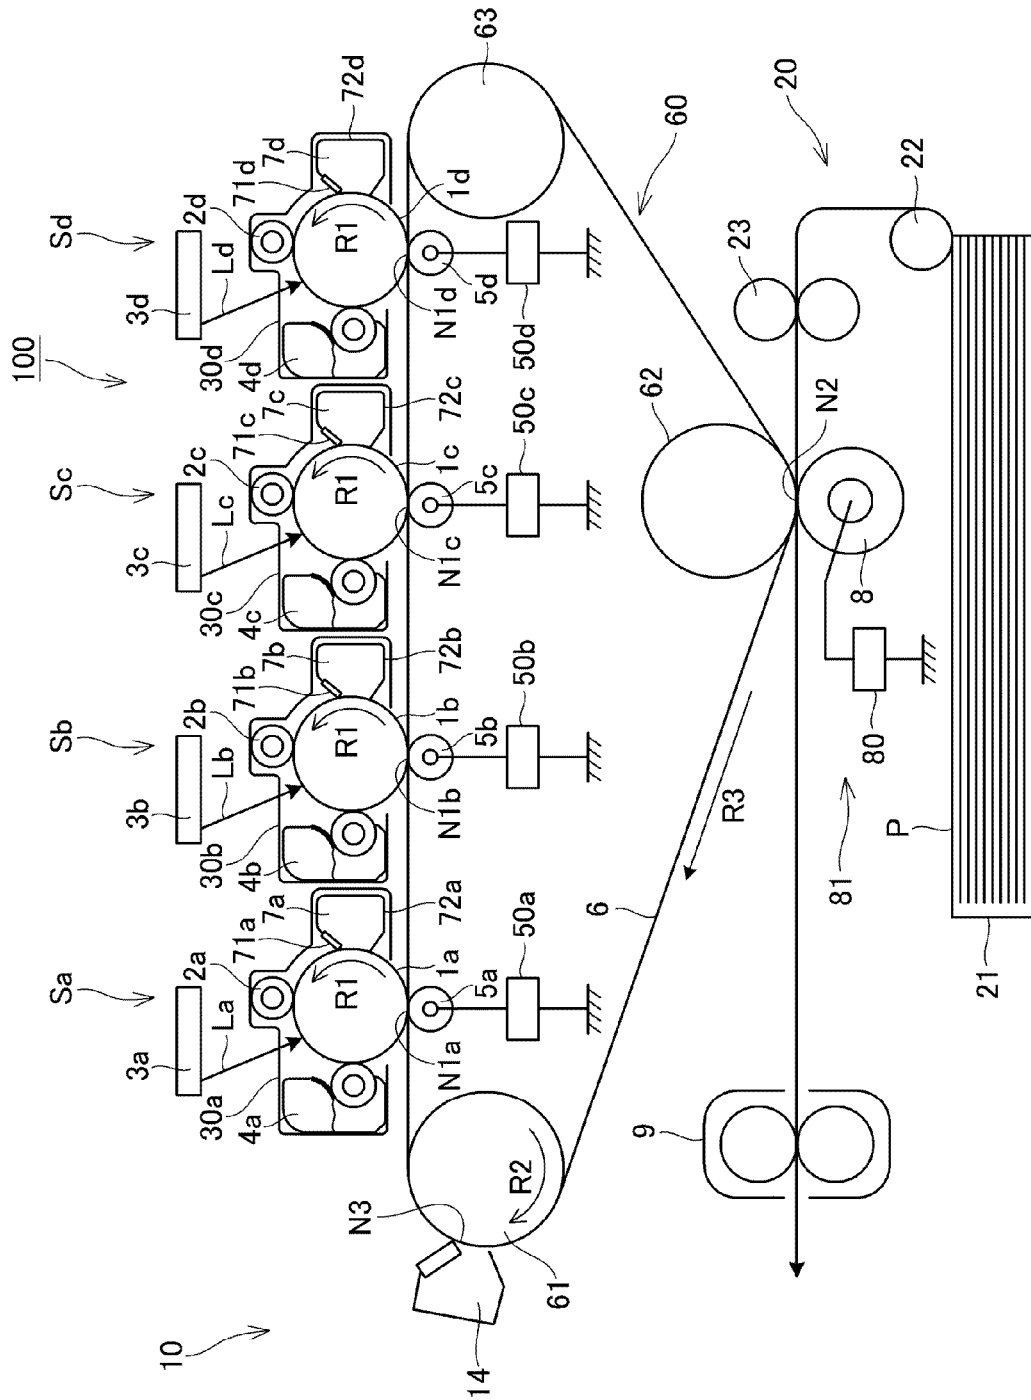 100
10
Sa
Sb
Sc
Sd
3a
La
2a
3b
Lb
2b
3c
Lc
2c
3d
Ld
2d
30a
4a
71a
7a
72a
30b
4b
71b
7b
72b
30c
4c
71c
7c
72c
30d
4d
71d
7d
72d
R1
R1
R1
R1
1a
1b
1c
1d
N1a
5a
N1b
5b
N1c
5c
N1d
5d
50a
50b
50c
50d
63
N3
R2
61
14
6
R3
62
60
N2
23
20
22
9
8
80
81
P
21